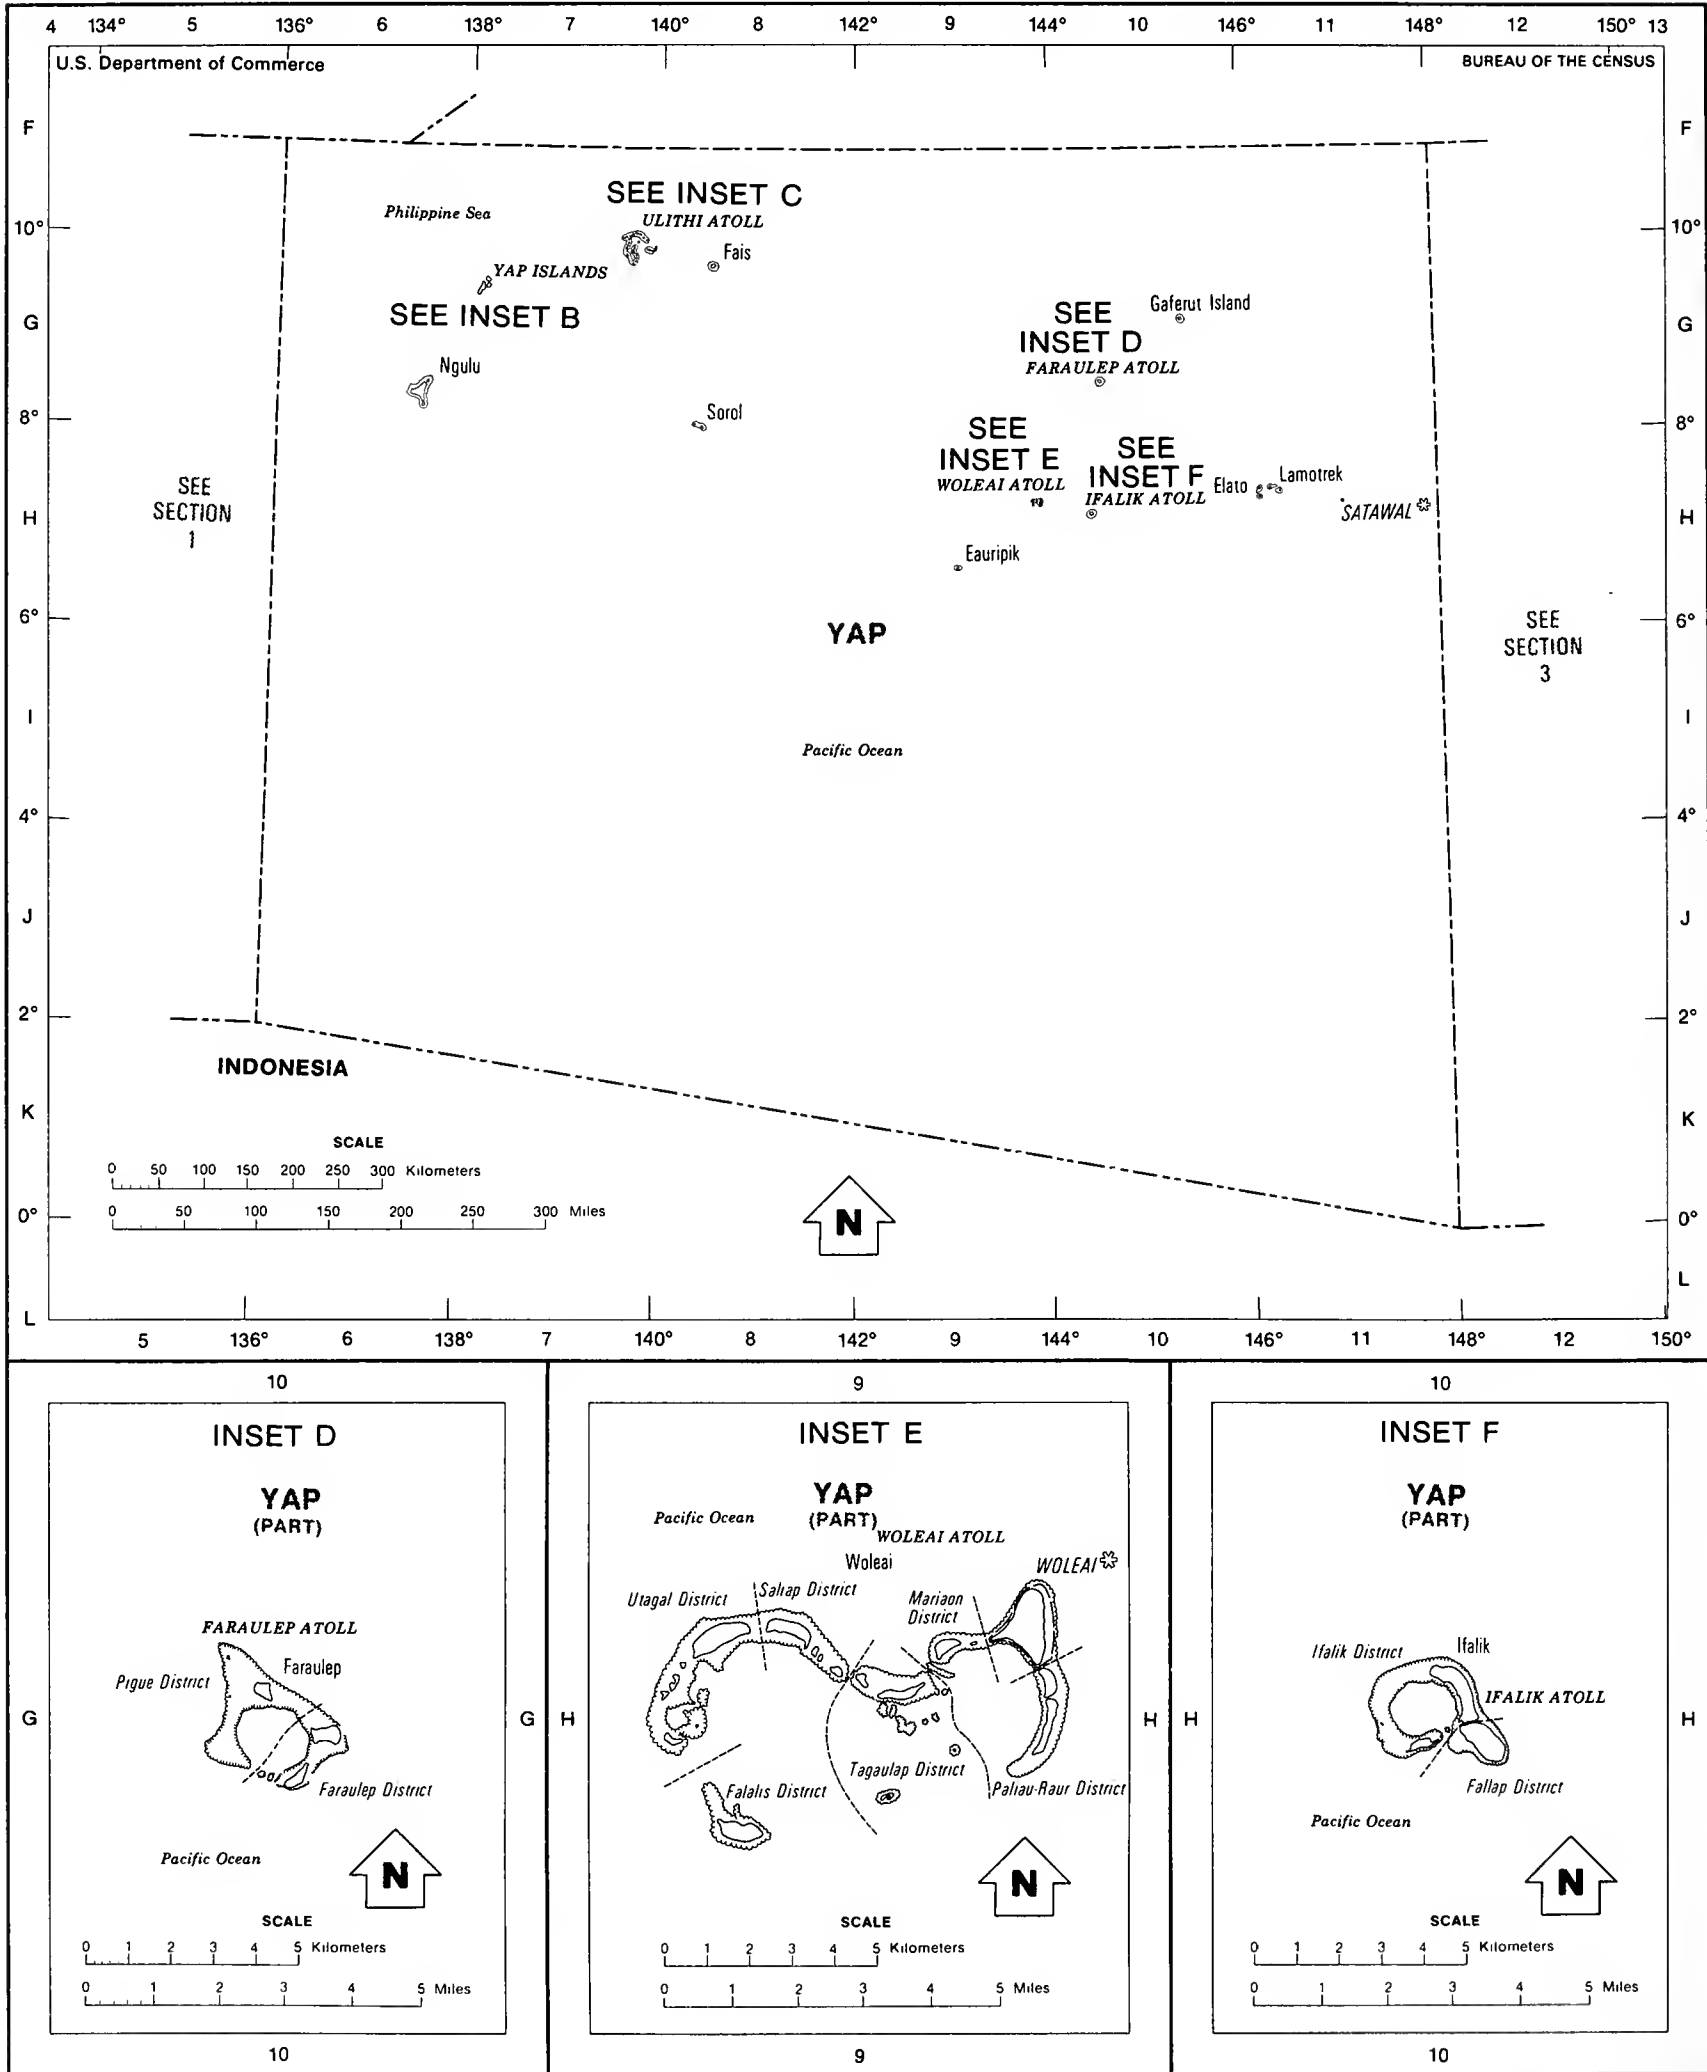 4 134° 5 136° 6 138° 7 140° 8 142° 9 144° 10 146° 11 148° 12 150° 13
U.S. Department of Commerce
BUREAU OF THE CENSUS
F
F
SEE INSET C
Philippine Sea
ULITHI ATOLL
10°
10°
Fais
YAP ISLANDS
SEE INSET B
G
G
Gaferut Island
SEE
INSET D
FARAULEP ATOLL
Ngulu
8°
8°
Sorol
SEE
INSET E
WOLEAI ATOLL
SEE
INSET F
IFALIK ATOLL
Elato
Lamotrek
SATAWAL
SEE
SECTION
1
H
H
Eauripik
6°
6°
YAP
SEE
SECTION
3
I
I
Pacific Ocean
4°
4°
J
J
2°
2°
INDONESIA
K
K
SCALE
0 50 100 150 200 250 300 Kilometers
0 50 100 150 200 250 300 Miles
0°
0°
N
L
L
5 136° 6 138° 7 140° 8 142° 9 144° 10 146° 11 148° 12 150°
10
INSET D
YAP
(PART)
FARAULEP ATOLL
Pigue District
Faraulep
G
G
Faraulep District
Pacific Ocean
N
SCALE
0 1 2 3 4 5 Kilometers
0 1 2 3 4 5 Miles
10
9
INSET E
YAP
(PART)
Pacific Ocean
WOLEAI ATOLL
Woleai
WOLEAI
Utagal District
Saliap District
Mariaon
District
H
H
Tagaulap District
Falalis District
Paliau-Raur District
N
SCALE
0 1 2 3 4 5 Kilometers
0 1 2 3 4 5 Miles
9
10
INSET F
YAP
(PART)
Ifalik District
Ifalik
IFALIK ATOLL
H
H
Fallap District
Pacific Ocean
N
SCALE
0 1 2 3 4 5 Kilometers
0 1 2 3 4 5 Miles
10